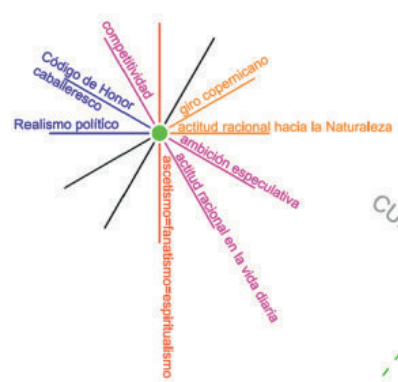 competitividad
Código de Honor
caballeresco
Realismo político
giro copernicano
actitud racional hacia la Naturaleza
ambición especulativa
actitud racional en la vida diaria
ascetismo=fanatismo=espiritualismo
CU